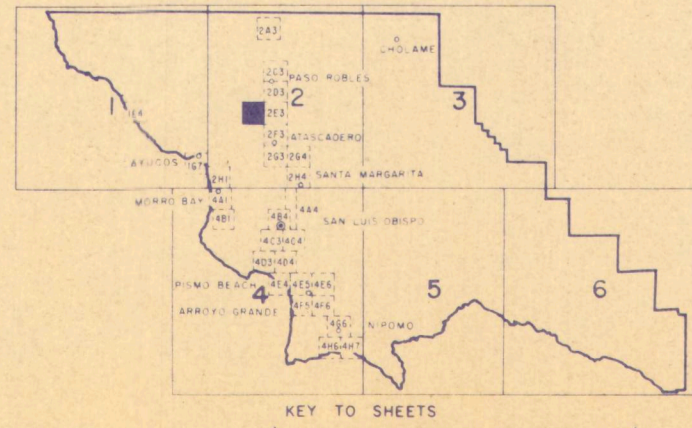 2A3
CHOLAME
2C3
PASO ROBLES
2D3
1
2
3
2E3
1E4
2F3
ATASCADERO
2G3 2G4
CAYUCOS
1G7
2H1
2H4
SANTA MARGARITA
MORRO BAY
4A1
4A4
4B1
4B4
SAN LUIS OBISPO
4C3 4C4
4D3 4D4
PISMO BEACH
4E4 4E5 4E6
4
5
6
ARROYO GRANDE
4F5 4F6
4G6
NIPOMO
4H6 4H7
KEY TO SHEETS